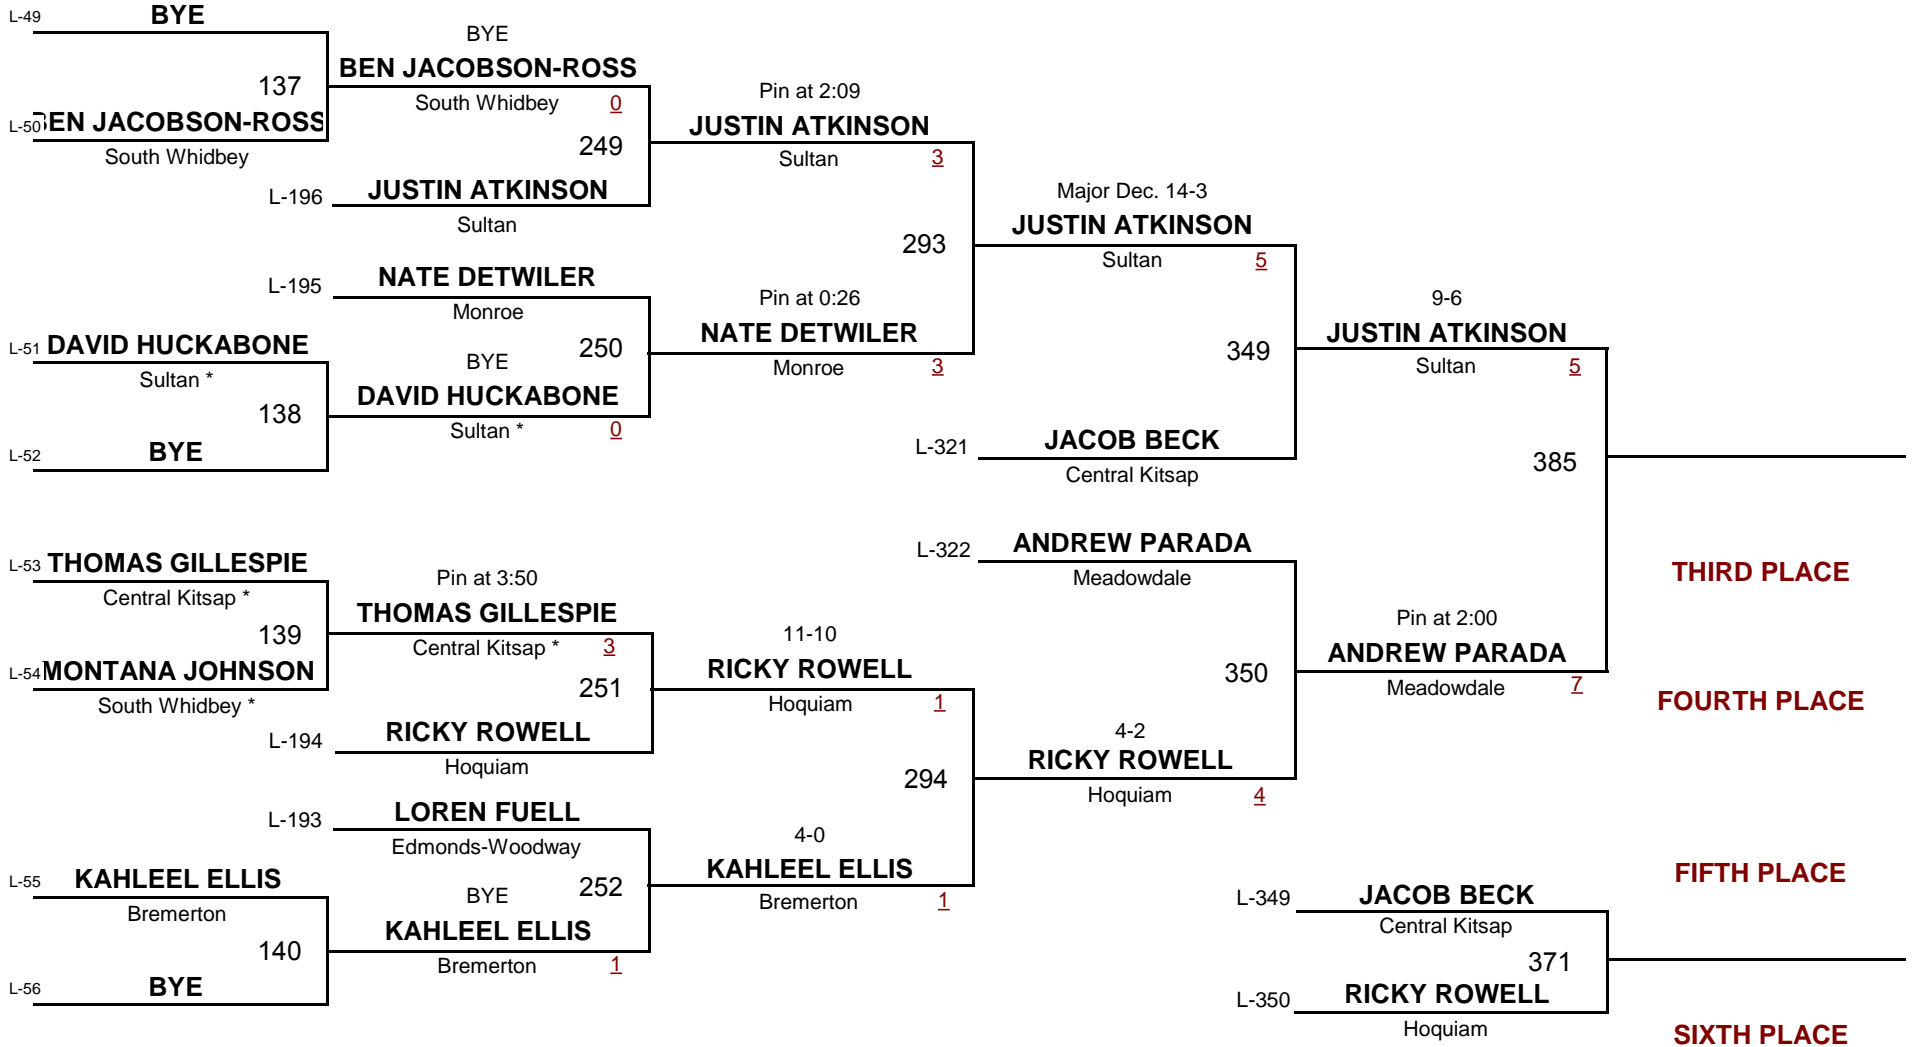 L-49 BYE
137
L-50 BEN JACOBSON-ROSS
South Whidbey
L-51 DAVID HUCKABONE
Sultan *
138
L-52 BYE
L-53 THOMAS GILLESPIE
Central Kitsap *
139
L-54 MONTANA JOHNSON
South Whidbey *
L-55 KAHLEEL ELLIS
Bremerton
140
L-56 BYE
BYE
BEN JACOBSON-ROSS
South Whidbey 0
249
L-196 JUSTIN ATKINSON
Sultan
L-195 NATE DETWILER
Monroe
250
BYE
DAVID HUCKABONE
Sultan * 0
Pin at 3:50
THOMAS GILLESPIE
Central Kitsap * 3
251
L-194 RICKY ROWELL
Hoquiam
L-193 LOREN FUELL
Edmonds-Woodway
252
BYE
KAHLEEL ELLIS
Bremerton 1
Pin at 2:09
JUSTIN ATKINSON
Sultan 3
293
Pin at 0:26
NATE DETWILER
Monroe 3
11-10
RICKY ROWELL
Hoquiam 1
294
4-0
KAHLEEL ELLIS
Bremerton 1
Major Dec. 14-3
JUSTIN ATKINSON
Sultan 5
349
L-321 JACOB BECK
Central Kitsap
L-322 ANDREW PARADA
Meadowdale
350
4-2
RICKY ROWELL
Hoquiam 4
9-6
JUSTIN ATKINSON
Sultan 5
385
Pin at 2:00
ANDREW PARADA
Meadowdale 7
L-349 JACOB BECK
Central Kitsap
371
L-350 RICKY ROWELL
Hoquiam
THIRD PLACE
FOURTH PLACE
FIFTH PLACE
SIXTH PLACE